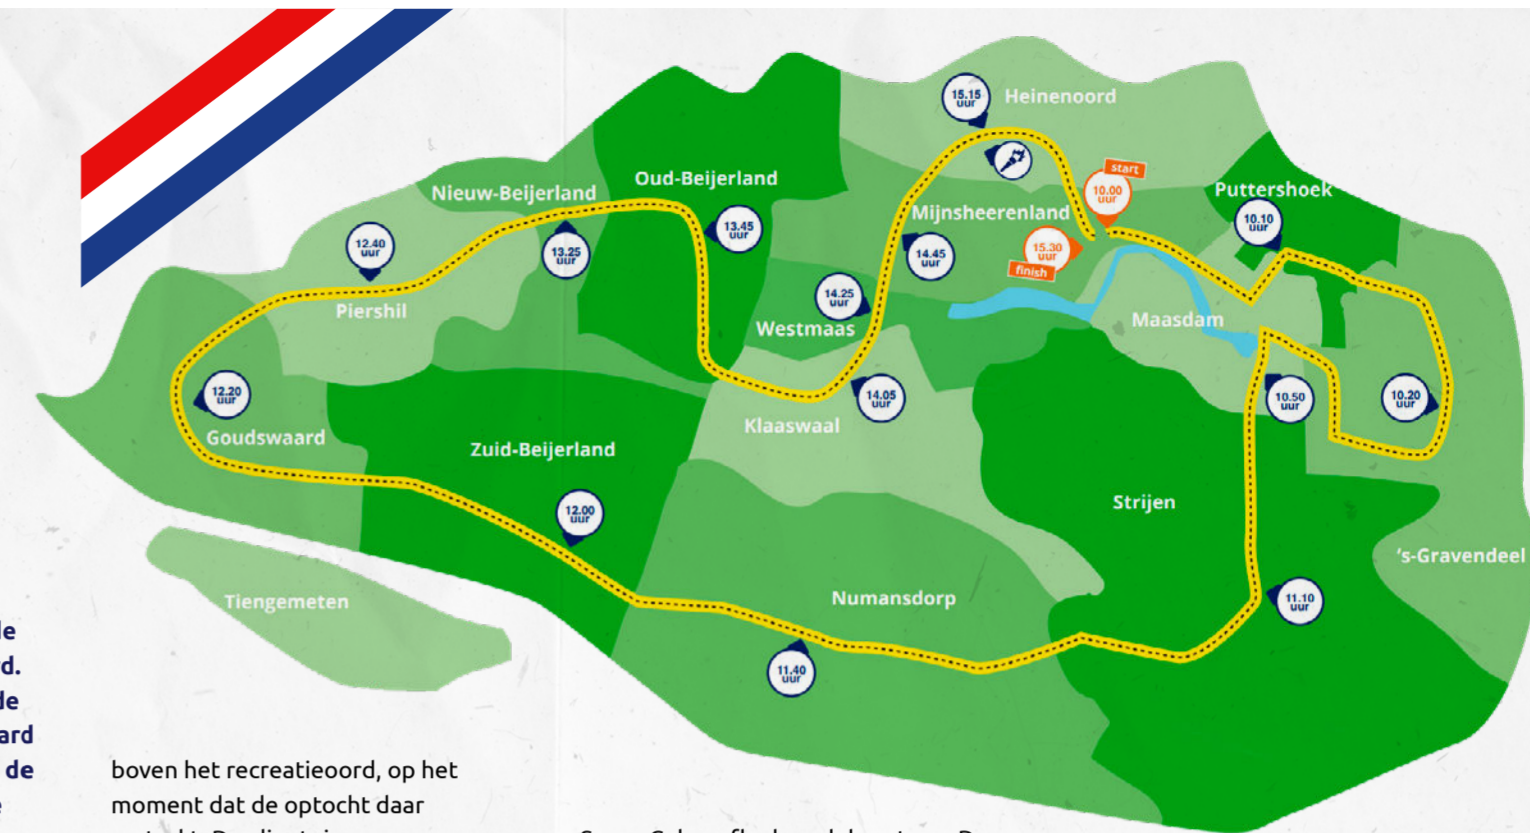 15.15
uur
Heinenoord
start
10.00
uur
Puttershoek
10.10
uur
Nieuw-Beijerland
Oud-Beijerland
Mijnsheerenland
12.40
uur
13.25
uur
13.45
uur
14.45
uur
15.30
uur
finish
14.25
uur
Piershil
Westmaas
Maasdam
12.20
uur
14.05
uur
10.50
uur
10.20
uur
Goudswaard
Klaaswaal
Zuid-Beijerland
12.00
uur
Strijen
's-Gravendeel
Tiengemeten
Numansdorp
11.10
uur
11.40
uur
de
ard
de
boven het recreatieoord, op het
moment dat de optocht daar